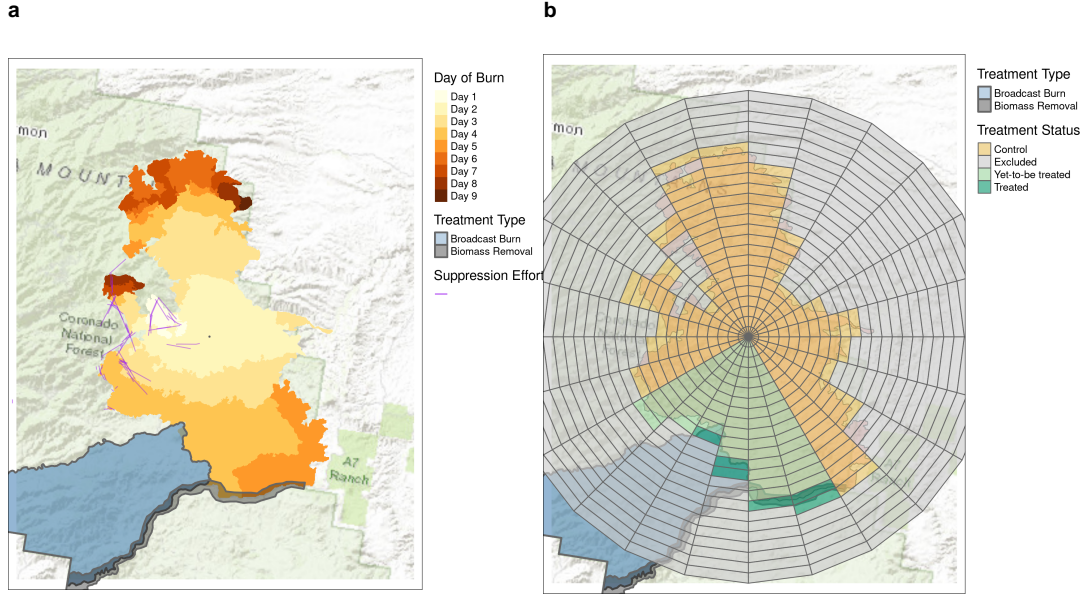 a
b
mon
MOUNT
Coronado
National
Forest
A7
Ranch
Day of Burn
Day 1
Day 2
Day 3
Day 4
Day 5
Day 6
Day 7
Day 8
Day 9
Treatment Type
Broadcast Burn
Biomass Removal
Suppression Effort
mon
Treatment Type
Broadcast Burn
Biomass Removal
Treatment Status
Control
Excluded
Yet-to-be treated
Treated